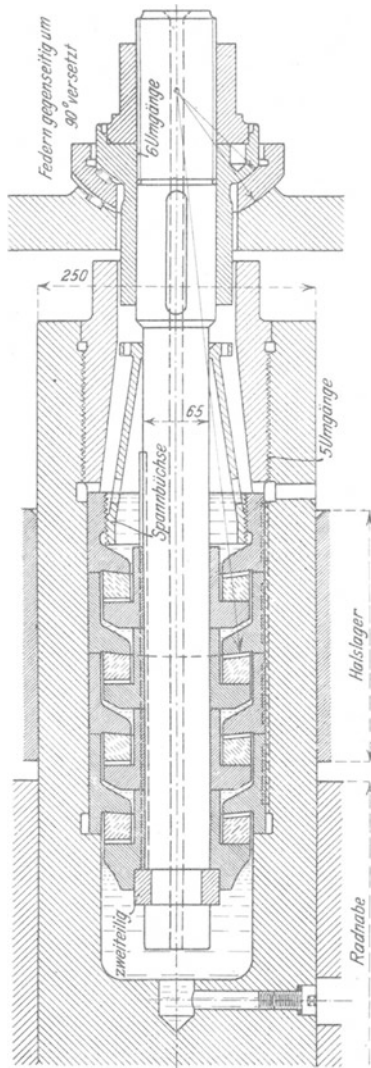 Federn gegenseitig um
90° versetzt
6 Umgänge
250
65
5 Umgänge
Spannbüchse
Halslager
zweiteilig
Radnabe